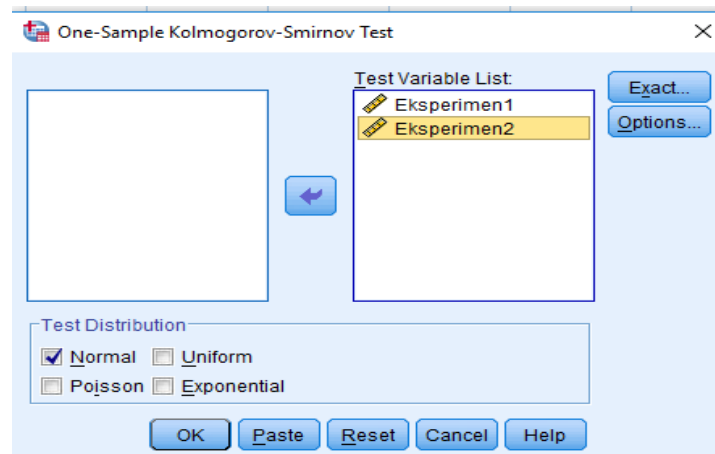 One-Sample Kolmogorov-Smirnov Test
Test Variable List:
Eksperimen1
Eksperimen2
Exact...
Options...
Test Distribution
Normal Uniform
Poisson Exponential
OK Paste Reset Cancel Help